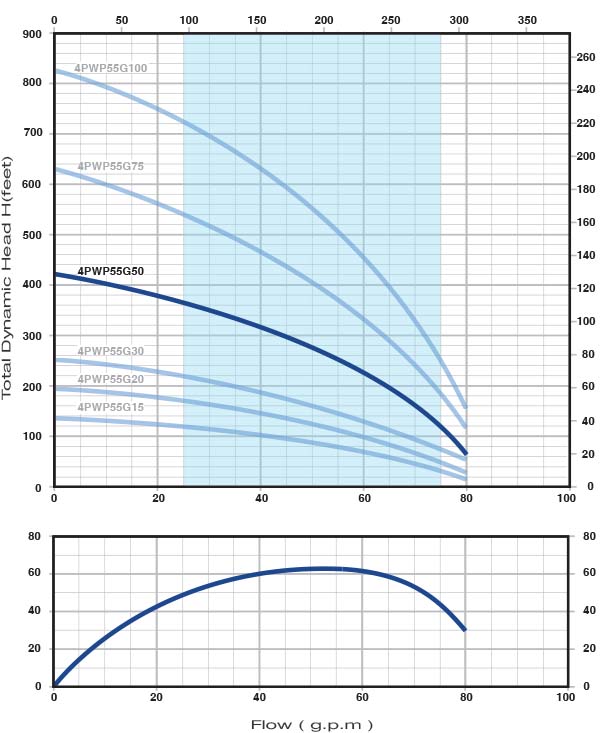 0 50 100 150 200 250 300 350
900
260
4PWP55G100
800
240
220
700
200
4PWP55G75
600
180
160
500
140
4PWP55G50
400
120
100
300
4PWP55G30
80
200
4PWP55G20
60
4PWP55G15
100
40
20
0 0
0 20 40 60 80 100
Total Dynamic Head H(feet)
80 80
60 60
40 40
20 20
0 0
0 20 40 60 80 100
Flow ( g.p.m )